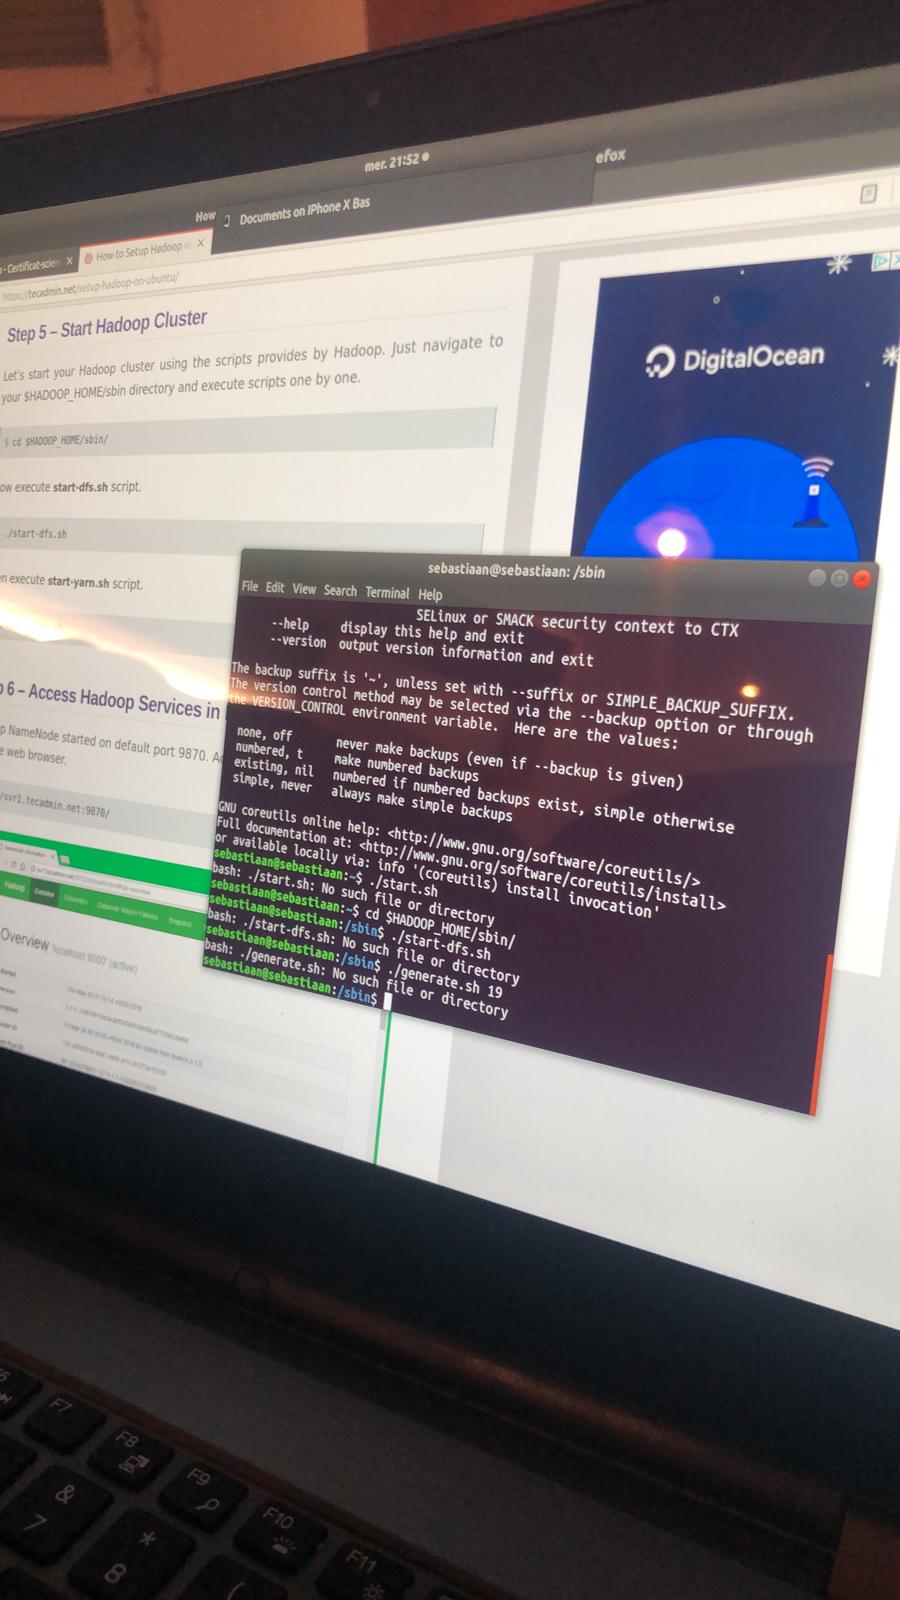 mer. 21:52
efox
How
Documents on IPhone X Bas
- Certificat-scien
How to Setup Hadoop o
https://tecadmin.net/setup-hadoop-on-ubuntu/
Step 5 – Start Hadoop Cluster
Let's start your Hadoop cluster using the scripts provides by Hadoop. Just navigate to
your $HADOOP_HOME/sbin directory and execute scripts one by one.
$ cd $HADOOP_HOME/sbin/
ow execute start-dfs.sh script.
./start-dfs.sh
en execute start-yarn.sh script.
p 6 – Access Hadoop Services in
p NameNode started on default port 9870. Ac
e web browser.
/svr1.tecadmin.net:9870/
Hadoop Overview Datanodes Datanode Volume Failures Snapshot
Overview 'localhost:9000' (active)
DigitalOcean
sebastiaan@sebastiaan: /sbin
File Edit View Search Terminal Help
SELinux or SMACK security context to CTX
--help display this help and exit
--version output version information and exit
The backup suffix is '~', unless set with --suffix or SIMPLE_BACKUP_SUFFIX.
The version control method may be selected via the --backup option or through
the VERSION_CONTROL environment variable. Here are the values:
none, off never make backups (even if --backup is given)
numbered, t make numbered backups
existing, nil numbered if numbered backups exist, simple otherwise
simple, never always make simple backups
GNU coreutils online help: <http://www.gnu.org/software/coreutils/>
Full documentation at: <http://www.gnu.org/software/coreutils/install>
or available locally via: info '(coreutils) install invocation'
sebastiaan@sebastiaan:~$ ./start.sh
bash: ./start.sh: No such file or directory
sebastiaan@sebastiaan:~$ cd $HADOOP_HOME/sbin/
sebastiaan@sebastiaan:/sbin$ ./start-dfs.sh
bash: ./start-dfs.sh: No such file or directory
sebastiaan@sebastiaan:/sbin$ ./generate.sh 19
bash: ./generate.sh: No such file or directory
sebastiaan@sebastiaan:/sbin$
F7
F8
F9
F10
F11
&
7
*
8
(